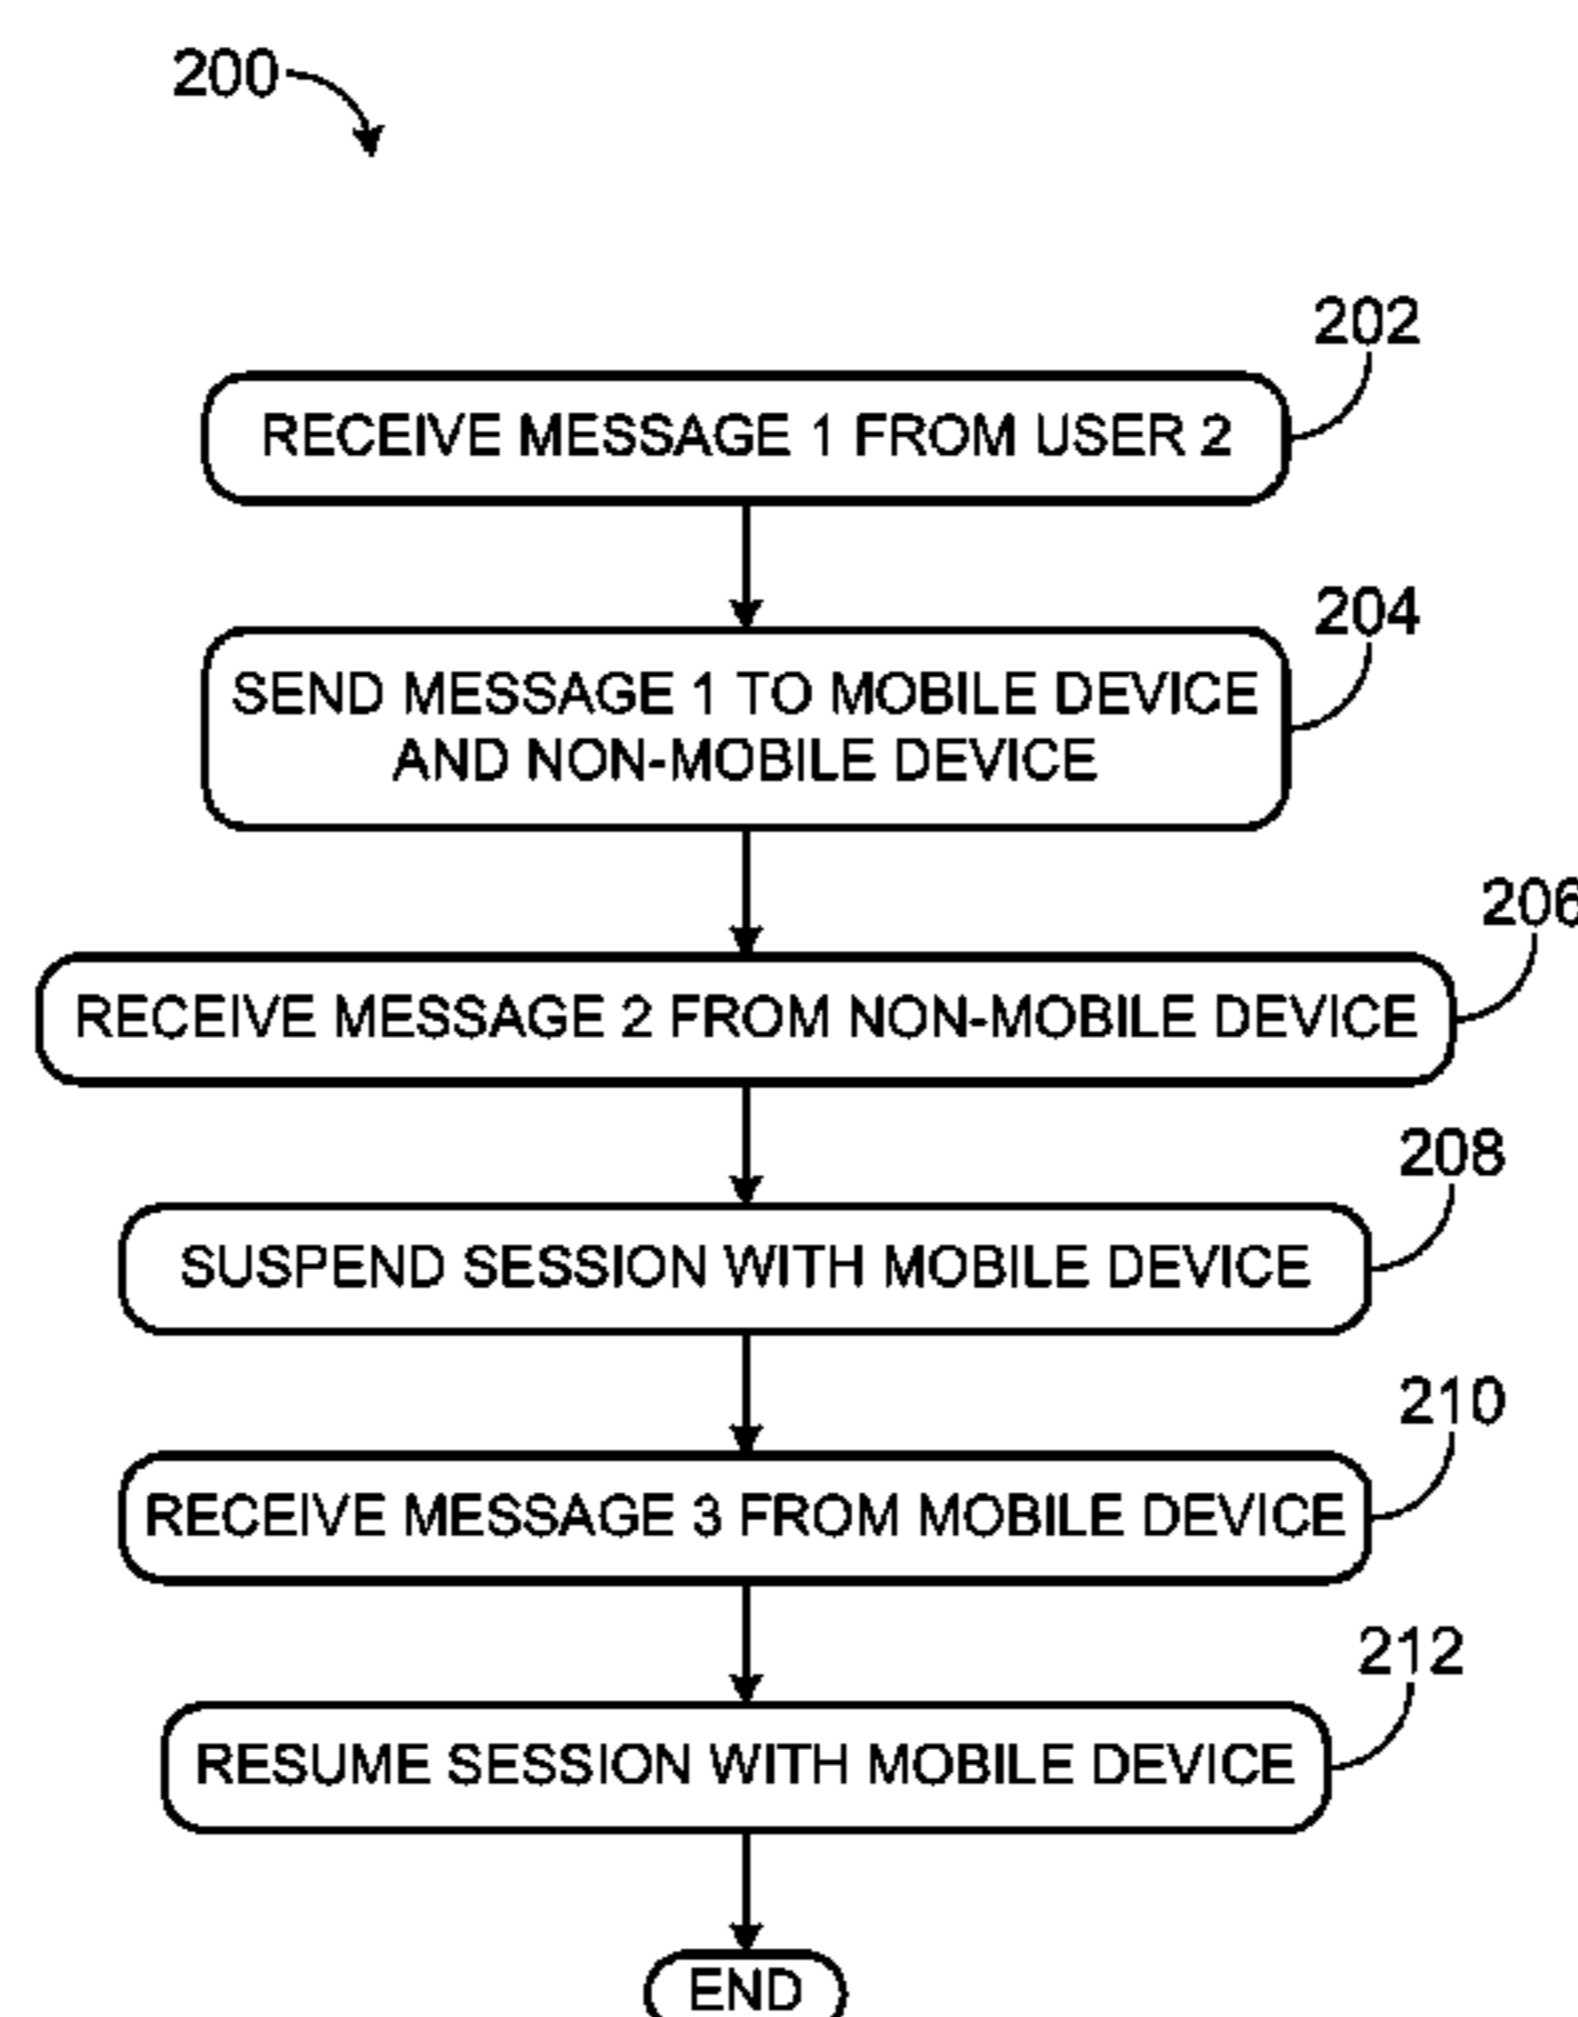 200
202
RECEIVE MESSAGE 1 FROM USER 2
204
SEND MESSAGE 1 TO MOBILE DEVICE
AND NON-MOBILE DEVICE
206
RECEIVE MESSAGE 2 FROM NON-MOBILE DEVICE
208
SUSPEND SESSION WITH MOBILE DEVICE
210
RECEIVE MESSAGE 3 FROM MOBILE DEVICE
212
RESUME SESSION WITH MOBILE DEVICE
END